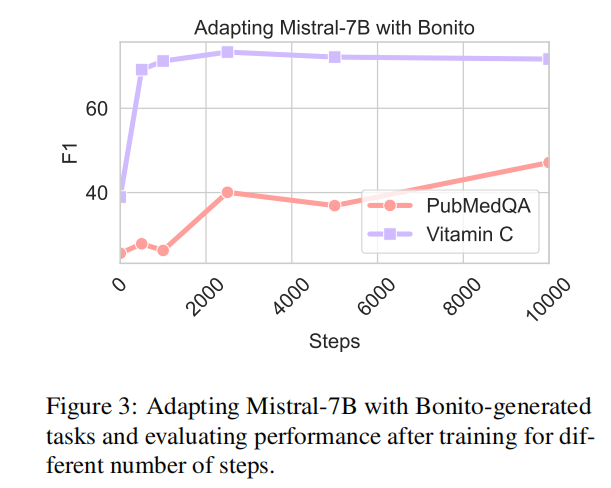 Adapting Mistral-7B with Bonito
F1
60
40
PubMedQA
Vitamin C
0
2000
4000
6000
8000
10000
Steps
Figure 3: Adapting Mistral-7B with Bonito-generated
tasks and evaluating performance after training for dif-
ferent number of steps.